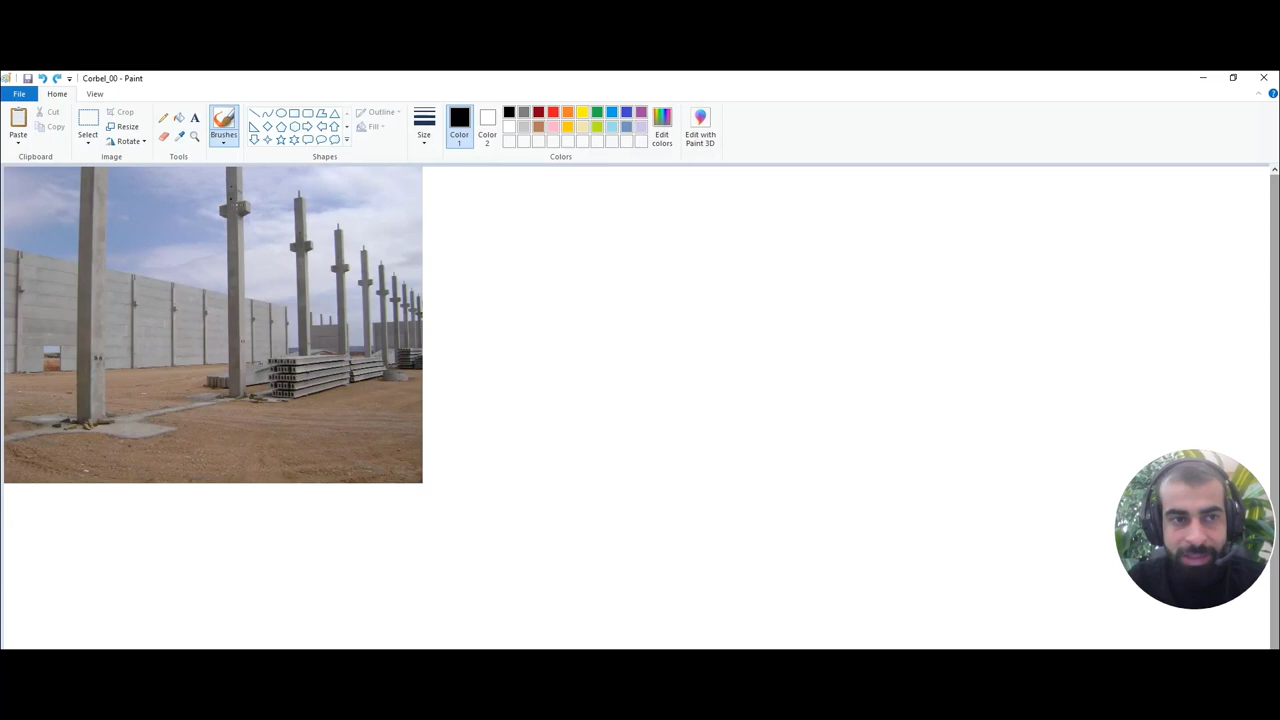 Corbel_00 - Paint
File Home View
Paste
Cut
Copy
Clipboard
Select
Crop
Resize
Rotate
Image
A
Tools
Brushes
Outline
Fill
Shapes
Size
Color
1
Color
2
Edit
colors
Colors
Edit with
Paint 3D